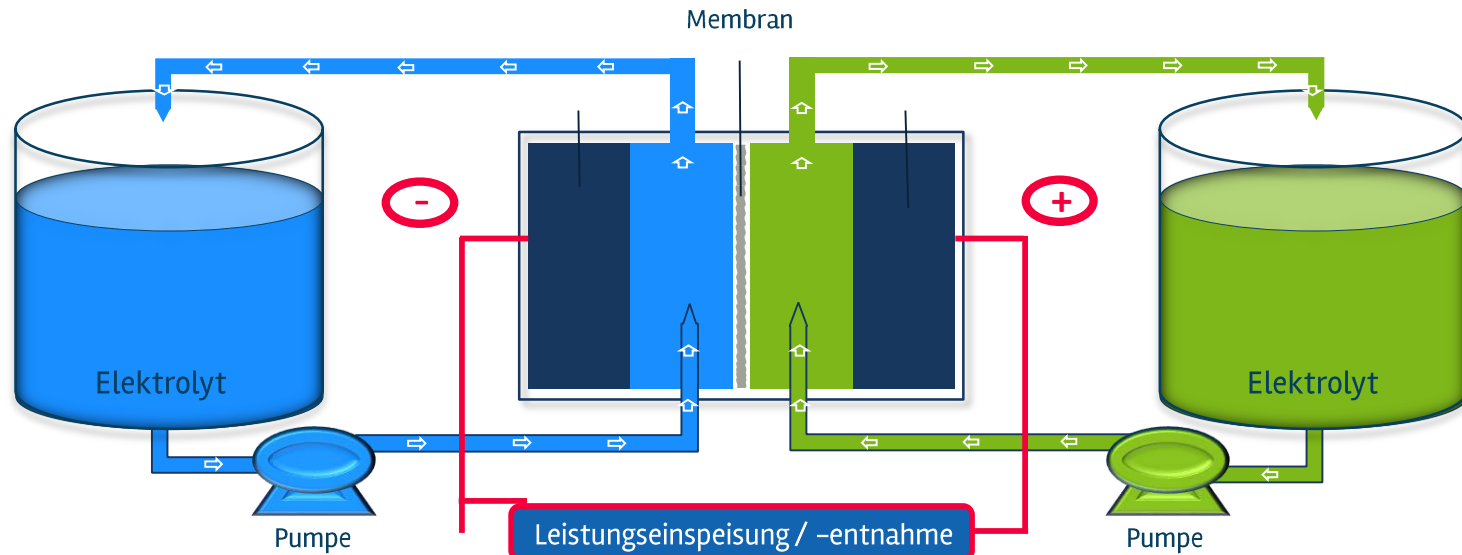 Membran
-
+
Elektrolyt
Elektrolyt
Leistungseinspeisung / -entnahme
Pumpe
Pumpe